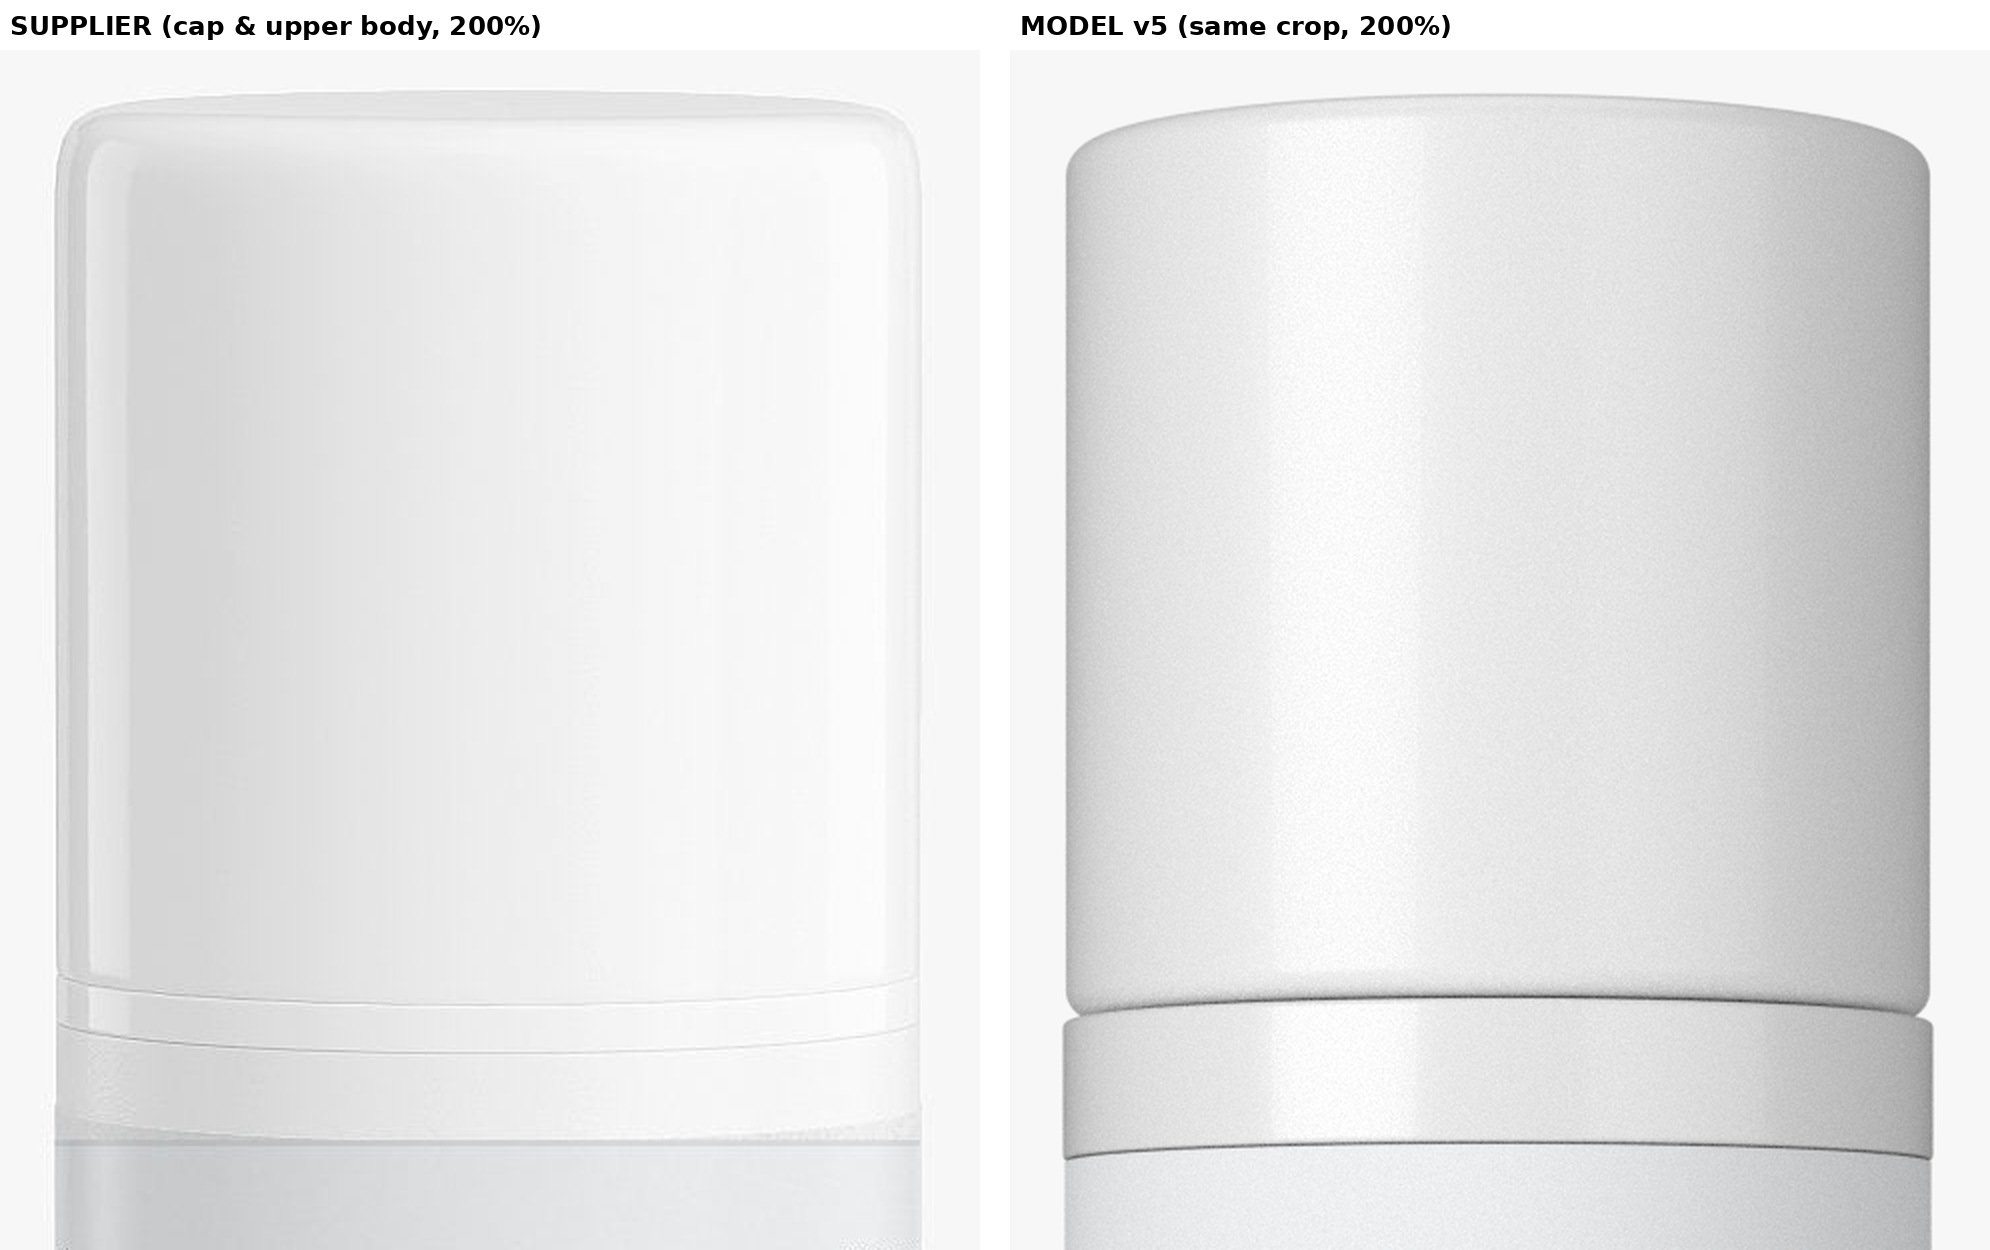 SUPPLIER (cap & upper body, 200%)
MODEL v5 (same crop, 200%)